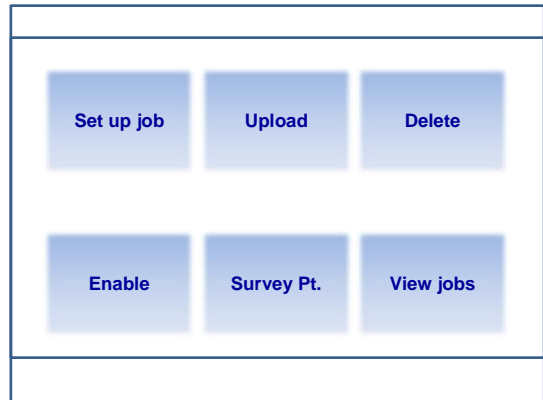 Set up job
Upload
Delete
Enable
Survey Pt.
View jobs